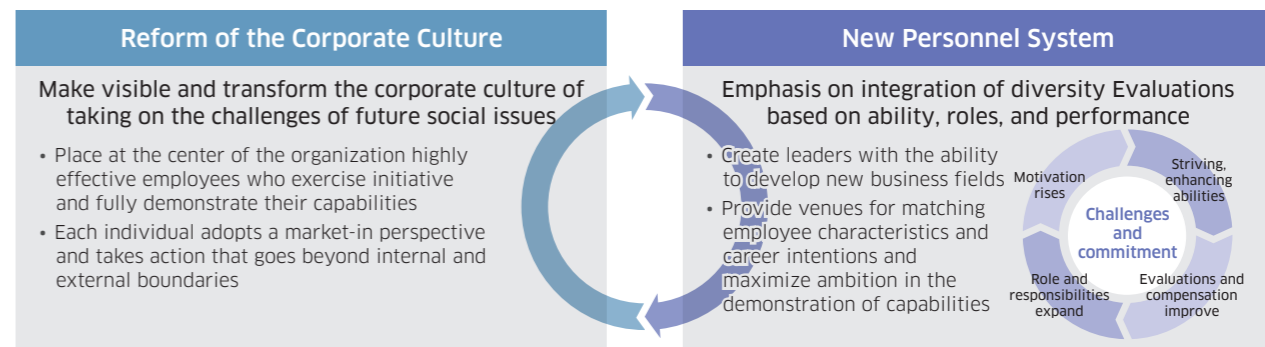 Reform of the Corporate Culture
Make visible and transform the corporate culture of
taking on the challenges of future social issues
• Place at the center of the organization highly
effective employees who exercise initiative
and fully demonstrate their capabilities
• Each individual adopts a market-in perspective
and takes action that goes beyond internal and
external boundaries
New Personnel System
Emphasis on integration of diversity Evaluations
based on ability, roles, and performance
• Create leaders with the ability
to develop new business fields
• Provide venues for matching
employee characteristics and
career intentions and
maximize ambition in the
demonstration of capabilities
Motivation
rises
Striving,
enhancing
abilities
Challenges
and
commitment
Role and
responsibilities
expand
Evaluations and
compensation
improve